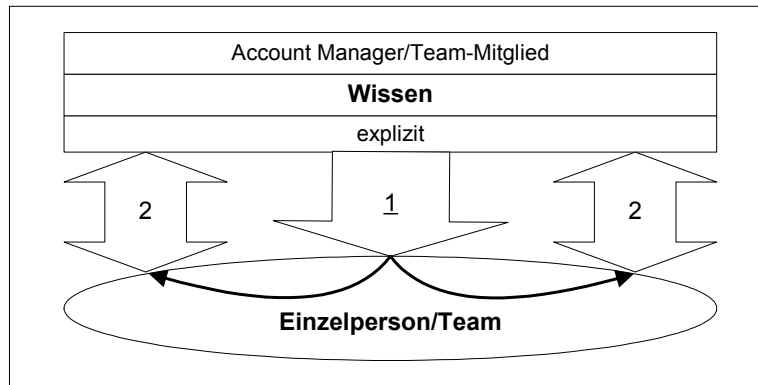 Account Manager/Team-Mitglied
Wissen
explizit
2
1
2
Einzelperson/Team